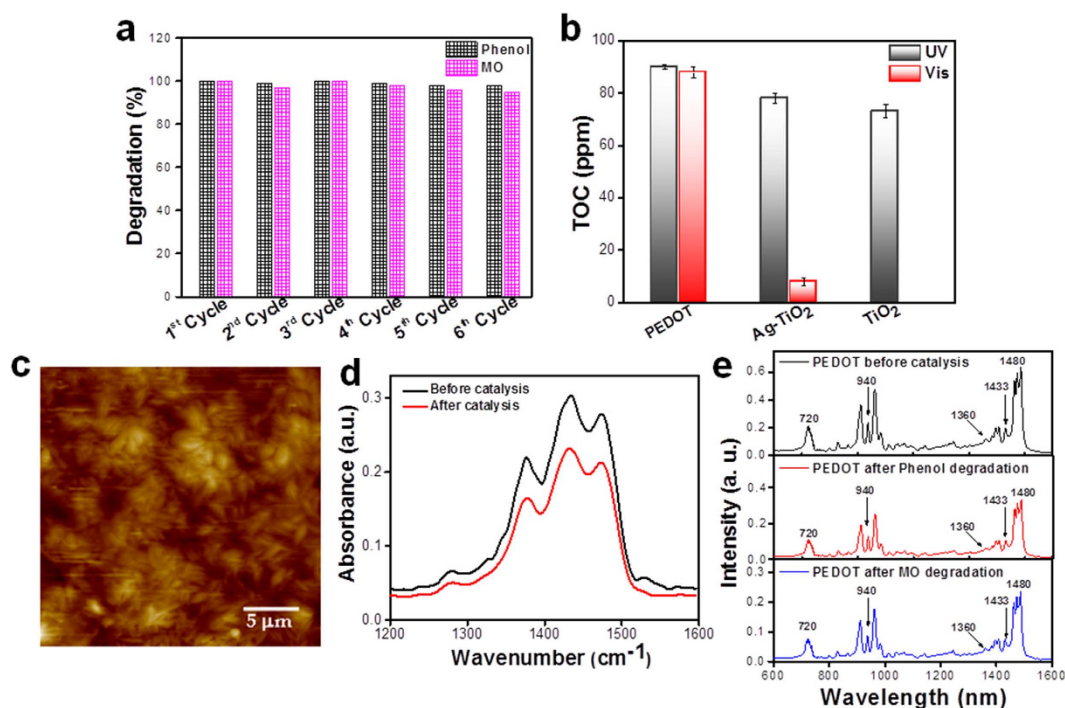 a
120
100
80
60
40
20
0
Degradation (%)
Phenol
MO
1st Cycle
2nd Cycle
3rd Cycle
4th Cycle
5th Cycle
6th Cycle
b
100
80
60
40
20
0
TOC (ppm)
UV
Vis
PEDOT
Ag-TiO2
TiO2
c
5 μm
d
Before catalysis
After catalysis
0.3
0.2
0.1
0.0
Absorbance (a.u.)
1200 1300 1400 1500 1600
Wavenumber (cm-1)
e
PEDOT before catalysis
0.6
0.4
0.2
0.0
720
940
1360
1433
1480
PEDOT after Phenol degradation
0.4
0.2
0.0
720
940
1360
1433
1480
PEDOT after MO degradation
0.3
0.2
0.1
0.0
720
940
1360
1433
1480
Intensity (a. u.)
600 800 1000 1200 1400 1600
Wavelength (nm)